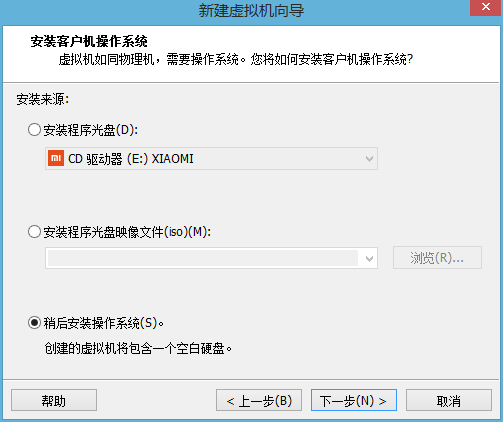 新建虚拟机向导
安装客户机操作系统
虚拟机如同物理机，需要操作系统。您将如何安装客户机操作系统?
安装来源:
安装程序光盘(D):
mi CD 驱动器 (E:) XIAOMI
安装程序光盘映像文件(iso)(M):
浏览(R)...
稍后安装操作系统(S)。
创建的虚拟机将包含一个空白硬盘。
帮助
< 上一步(B)
下一步(N) >
取消